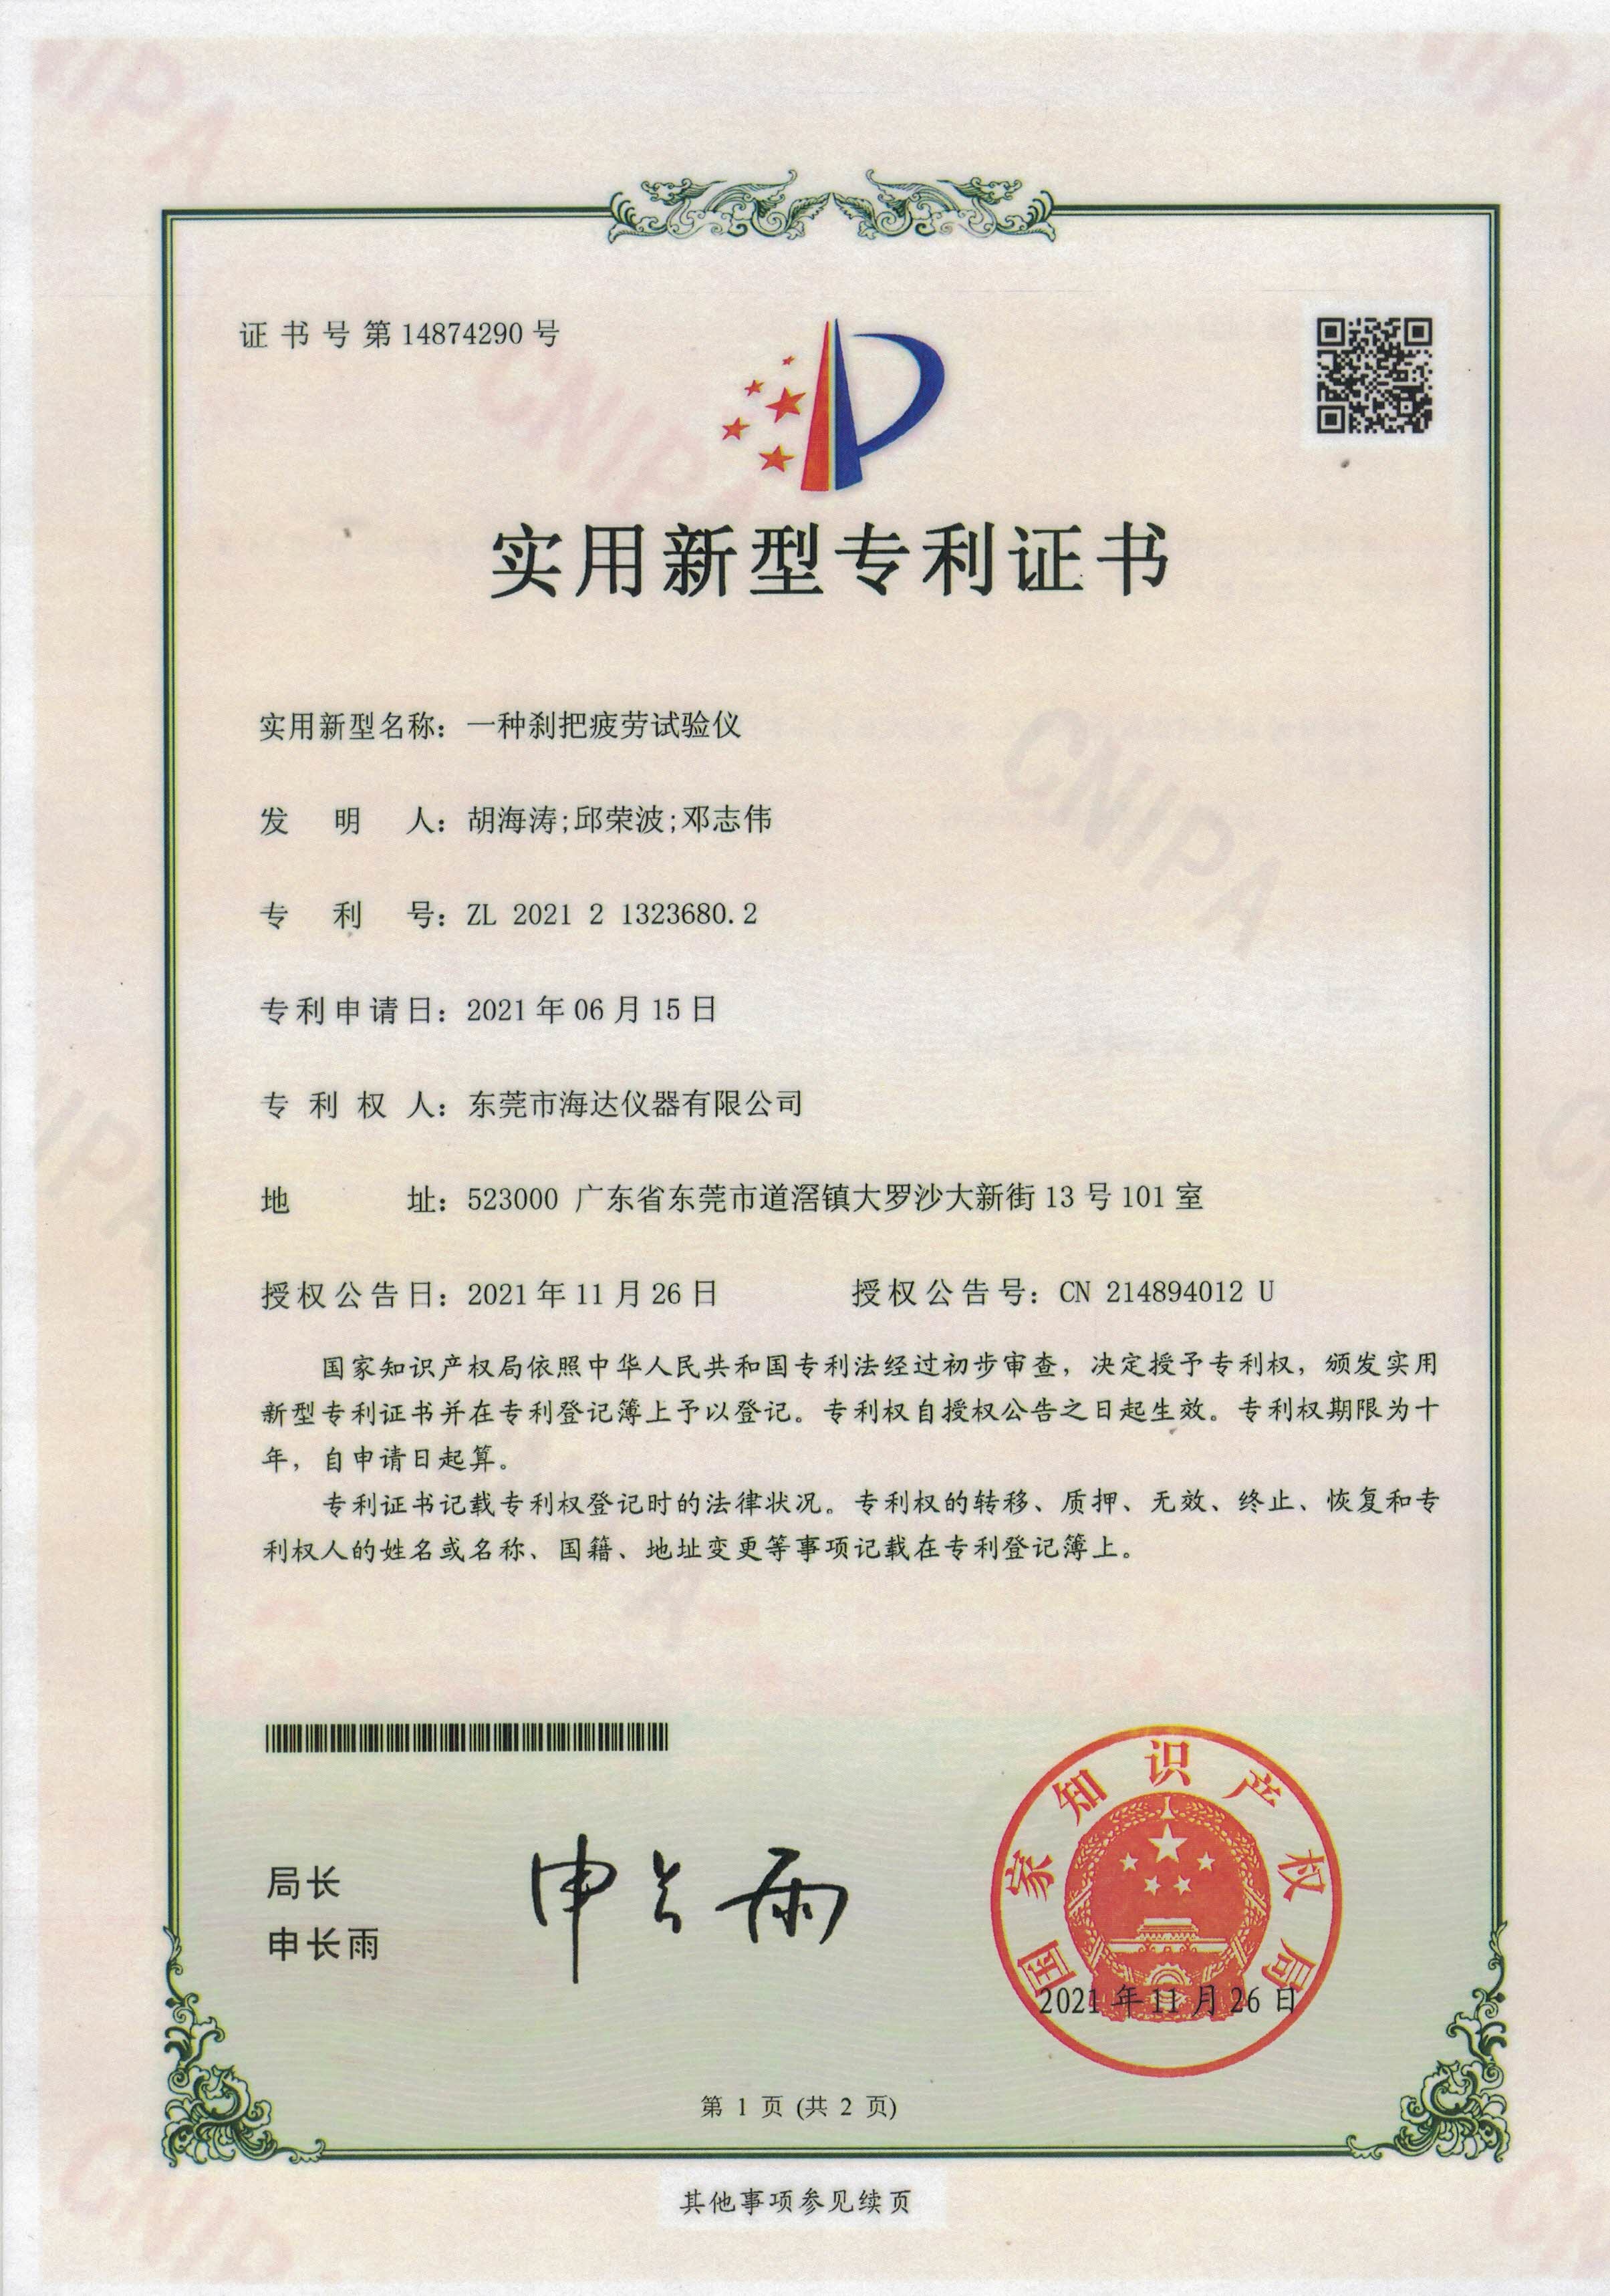 证书号第14874290号
实用新型专利证书
实用新型名称：一种刹把疲劳试验仪
发明人：胡海涛;邱荣波;邓志伟
专利号：ZL 2021 2 1323680.2
专利申请日：2021年06月15日
专利权人：东莞市海达仪器有限公司
地址：523000 广东省东莞市道滘镇大罗沙大新街13号101室
授权公告日：2021年11月26日 授权公告号：CN 214894012 U
国家知识产权局依照中华人民共和国专利法经过初步审查，决定授予专利权，颁发实用
新型专利证书并在专利登记簿上予以登记。专利权自授权公告之日起生效。专利权期限为十
年，自申请日起算。
专利证书记载专利权登记时的法律状况。专利权的转移、质押、无效、终止、恢复和专
利权人的姓名或名称、国籍、地址变更等事项记载在专利登记簿上。
局长
申长雨
申长雨
国家知识产权局
2021年11月26日
第 1 页 (共 2 页)
其他事项参见续页
CNIPA
CNIPA